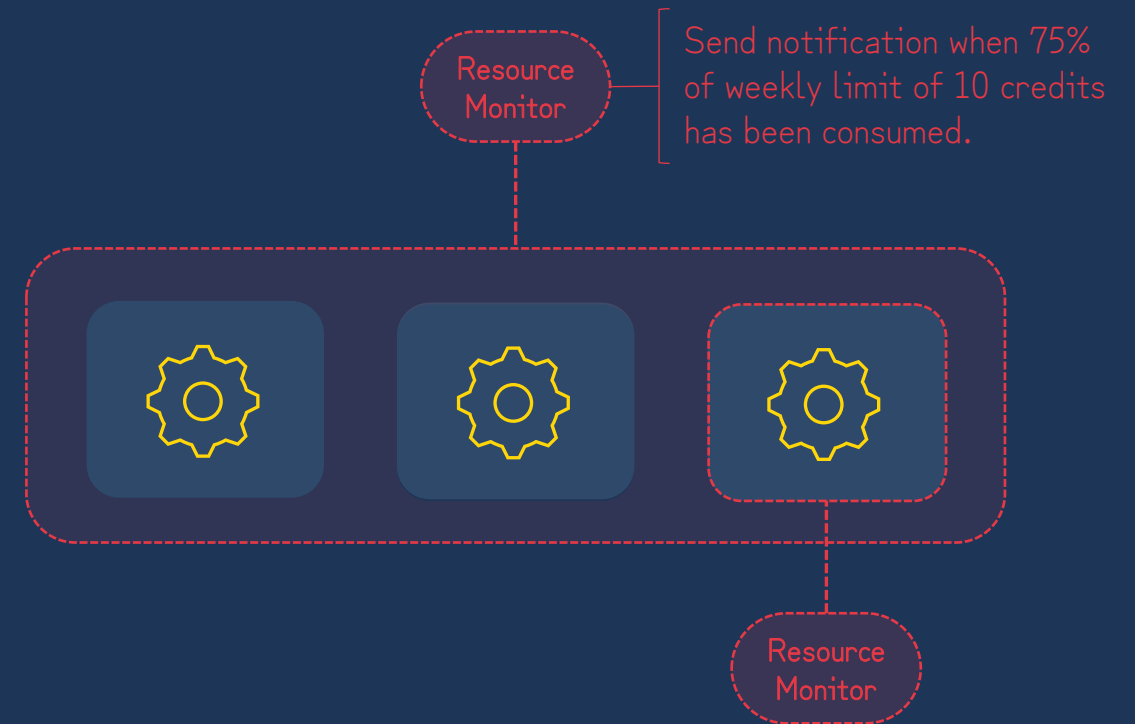 Resource
Monitor
Send notification when 75%
of weekly limit of 10 credits
has been consumed.
Resource
Monitor